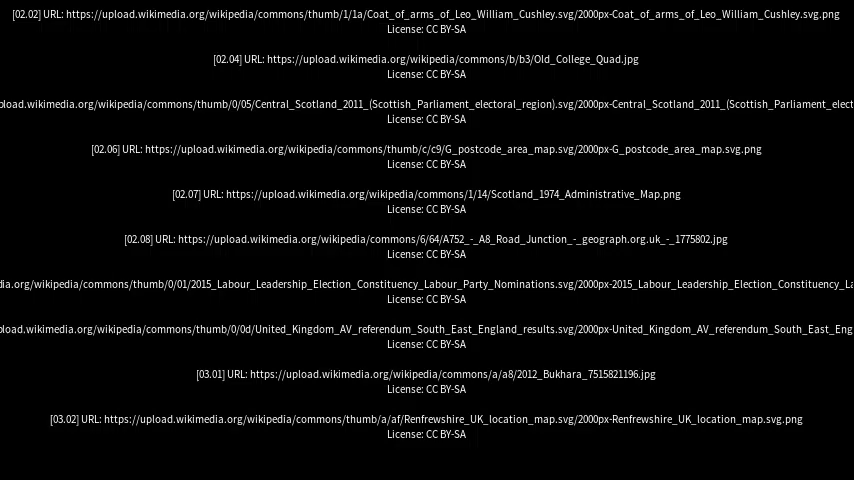 [02.02] URL: https://upload.wikimedia.org/wikipedia/commons/thumb/1/1a/Coat_of_arms_of_Leo_William_Cushley.svg/2000px-Coat_of_arms_of_Leo_William_Cushley.svg.png
License: CC BY-SA
[02.04] URL: https://upload.wikimedia.org/wikipedia/commons/b/b3/Old_College_Quad.jpg
License: CC BY-SA
pload.wikimedia.org/wikipedia/commons/thumb/0/05/Central_Scotland_2011_(Scottish_Parliament_electoral_region).svg/2000px-Central_Scotland_2011_(Scottish_Parliament_elect
License: CC BY-SA
[02.06] URL: https://upload.wikimedia.org/wikipedia/commons/thumb/c/c9/G_postcode_area_map.svg/2000px-G_postcode_area_map.svg.png
License: CC BY-SA
[02.07] URL: https://upload.wikimedia.org/wikipedia/commons/1/14/Scotland_1974_Administrative_Map.png
License: CC BY-SA
[02.08] URL: https://upload.wikimedia.org/wikipedia/commons/6/64/A752_-_A8_Road_Junction_-_geograph.org.uk_-_1775802.jpg
License: CC BY-SA
dia.org/wikipedia/commons/thumb/0/01/2015_Labour_Leadership_Election_Constituency_Labour_Party_Nominations.svg/2000px-2015_Labour_Leadership_Election_Constituency_La
License: CC BY-SA
pload.wikimedia.org/wikipedia/commons/thumb/0/0d/United_Kingdom_AV_referendum_South_East_England_results.svg/2000px-United_Kingdom_AV_referendum_South_East_Eng
License: CC BY-SA
[03.01] URL: https://upload.wikimedia.org/wikipedia/commons/a/a8/2012_Bukhara_7515821196.jpg
License: CC BY-SA
[03.02] URL: https://upload.wikimedia.org/wikipedia/commons/thumb/a/af/Renfrewshire_UK_location_map.svg/2000px-Renfrewshire_UK_location_map.svg.png
License: CC BY-SA